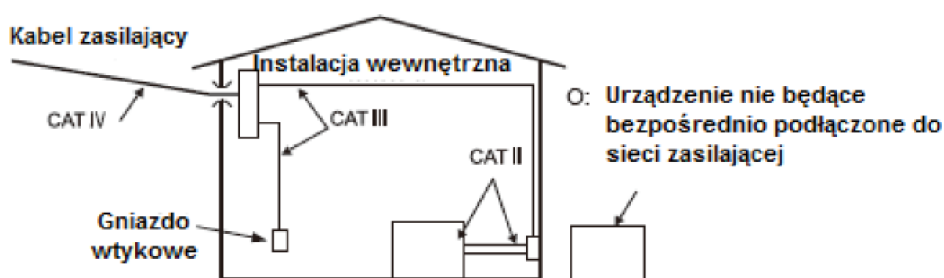 Kabel zasilający
Instalacja wewnętrzna
CAT IV
CAT III
O: Urządzenie nie będące
bezpośrednio podłączone do
sieci zasilającej
CAT II
Gniazdo
wtykowe